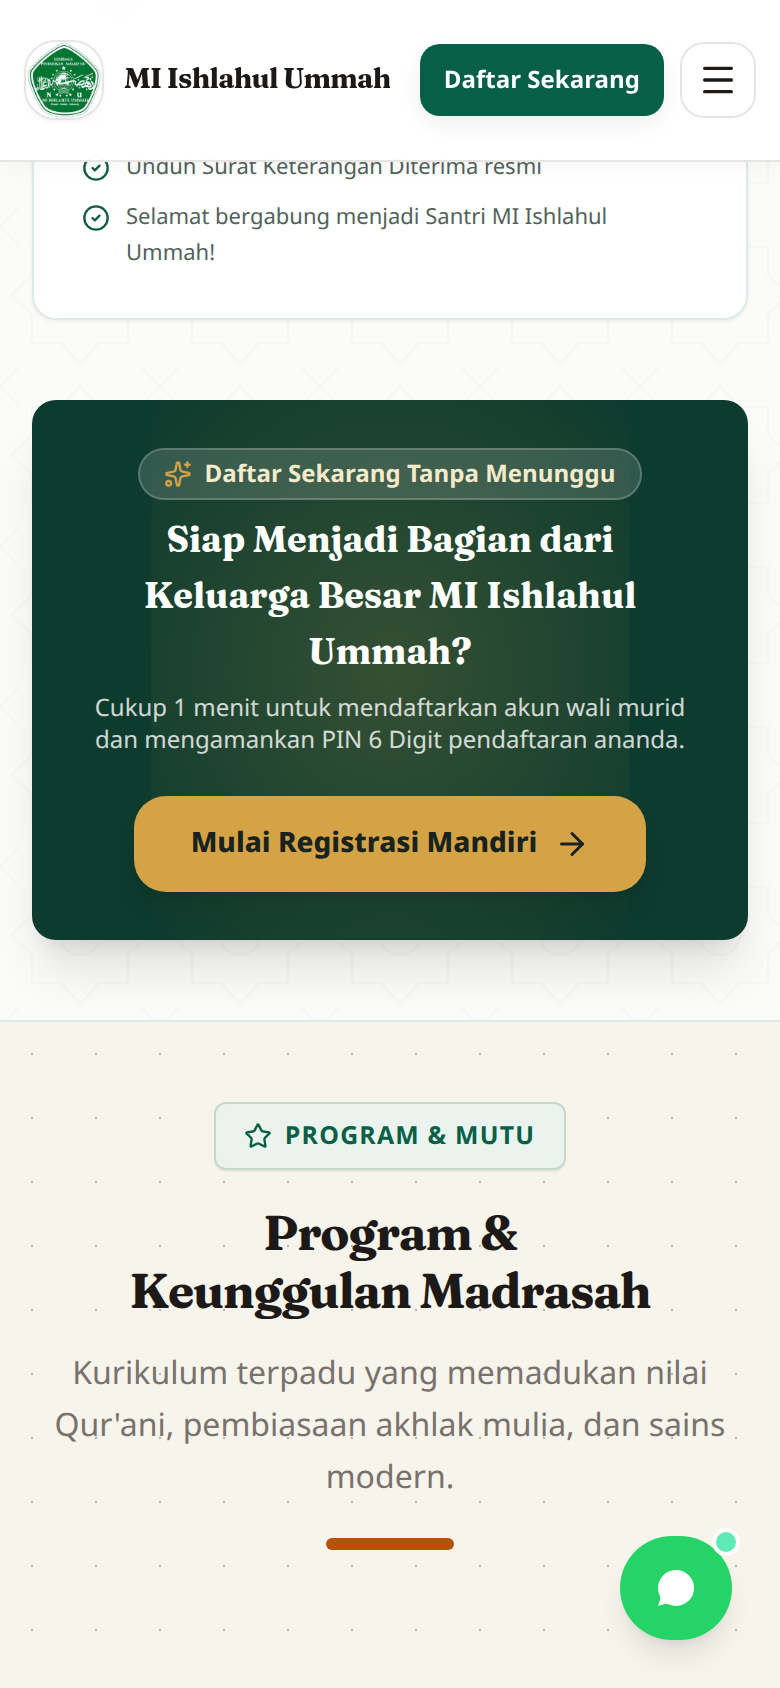 MI Ishlahul Ummah
Daftar Sekarang
Unduh Surat Keterangan Diterima resmi
Selamat bergabung menjadi Santri MI Ishlahul
Ummah!
Daftar Sekarang Tanpa Menunggu
Siap Menjadi Bagian dari
Keluarga Besar MI Ishlahul
Ummah?
Cukup 1 menit untuk mendaftarkan akun wali murid
dan mengamankan PIN 6 Digit pendaftaran ananda.
Mulai Registrasi Mandiri
PROGRAM & MUTU
Program &
Keunggulan Madrasah
Kurikulum terpadu yang memadukan nilai
Qur'ani, pembiasaan akhlak mulia, dan sains
modern.